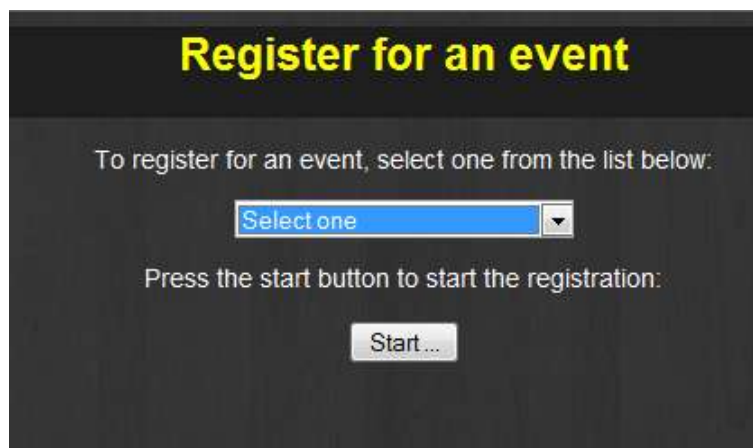 Register for an event
To register for an event, select one from the list below:
Select one
Press the start button to start the registration:
Start ...